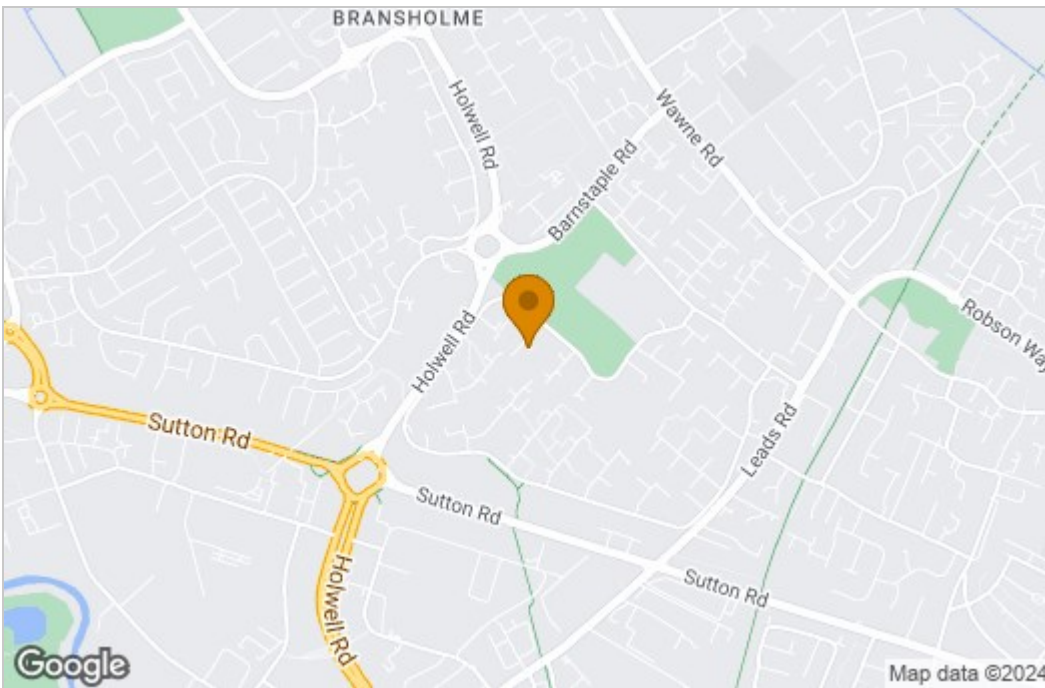 BRANSHOLME
Holwell Rd
Wawne Rd
Barnstaple Rd
Robson Way
Holwell Rd
Sutton Rd
Leads Rd
Sutton Rd
Holwell Rd
Sutton Rd
Google
Map data ©2024